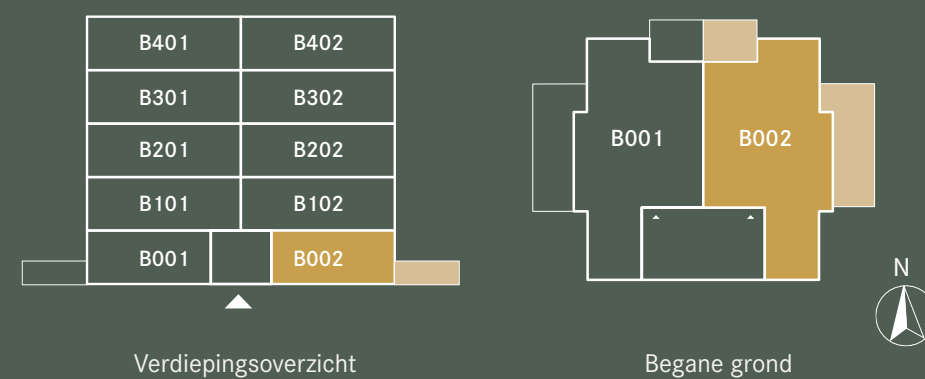 B401 B402
B301 B302
B201 B202
B101 B102
B001 B002
Verdiepingsoverzicht
B001 B002
N
Begane grond